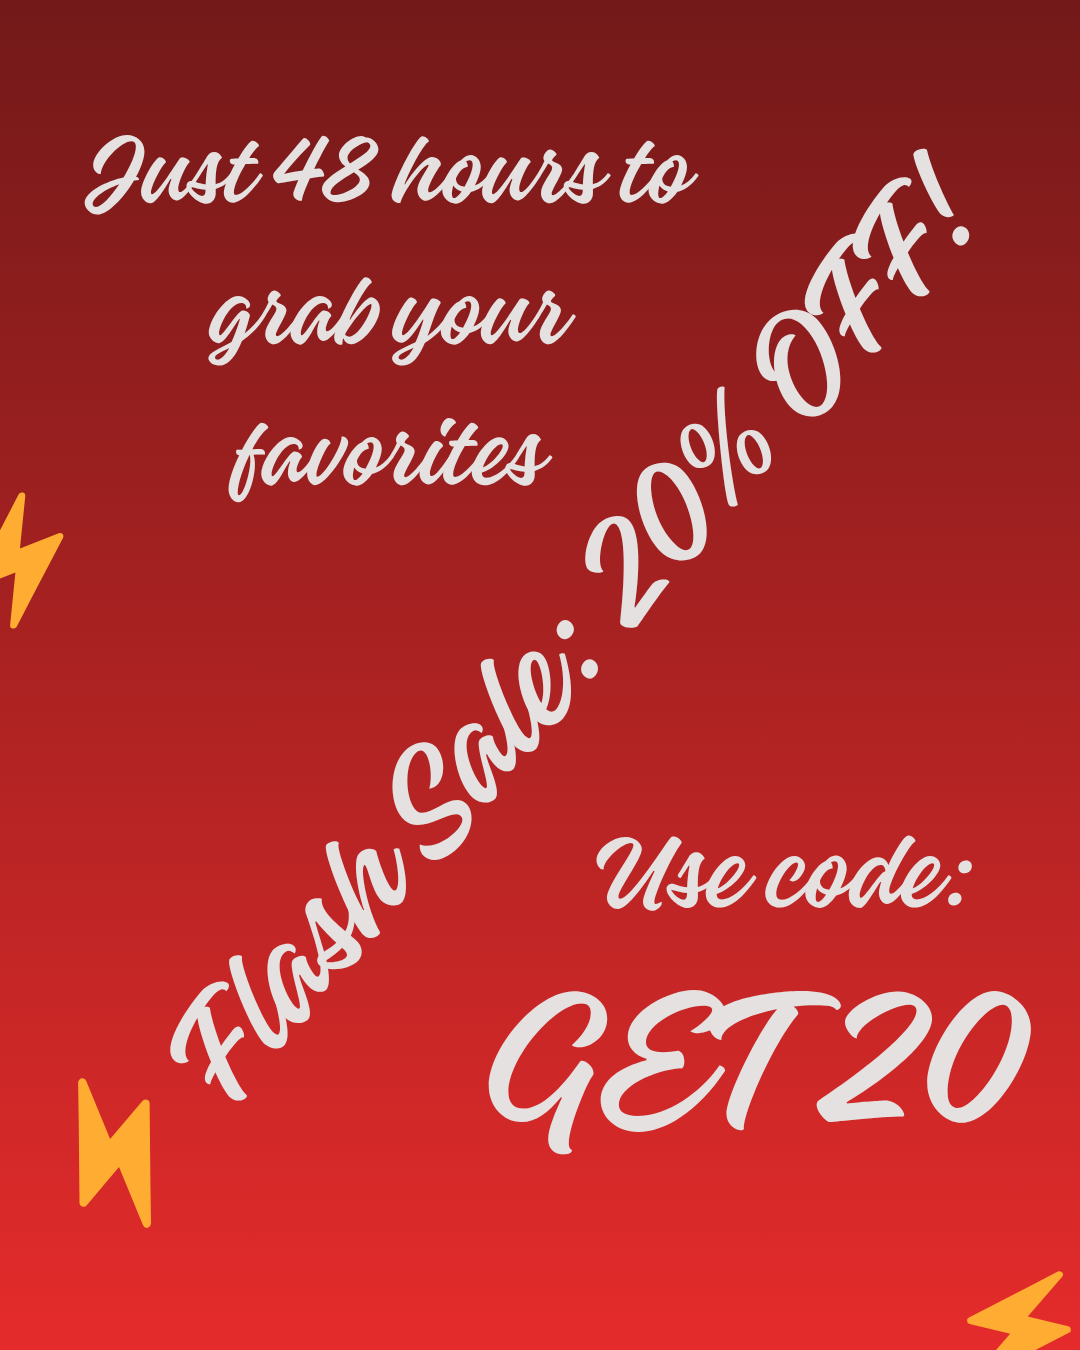 Just 48 hours to
grab your
favorites
Flash Sale: 20% OFF!
Use code:
GET20